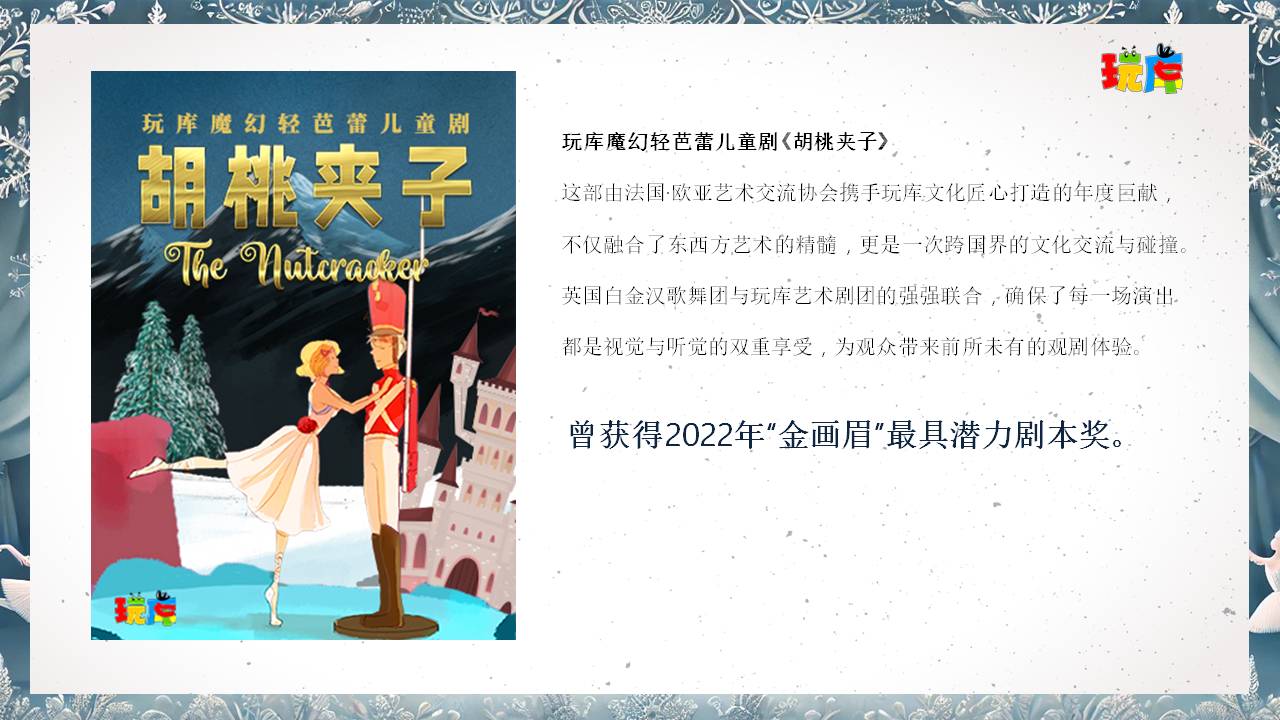 玩库
玩库魔幻轻芭蕾儿童剧
胡桃夹子
The Nutcracker
玩库
玩库魔幻轻芭蕾儿童剧《胡桃夹子》
这部由法国·欧亚艺术交流协会携手玩库文化匠心打造的年度巨献，
不仅融合了东西方艺术的精髓，更是一次跨国界的文化交流与碰撞。
英国白金汉歌舞团与玩库艺术剧团的强强联合，确保了每一场演出
都是视觉与听觉的双重享受，为观众带来前所未有的观剧体验。
曾获得2022年"金画眉"最具潜力剧本奖。